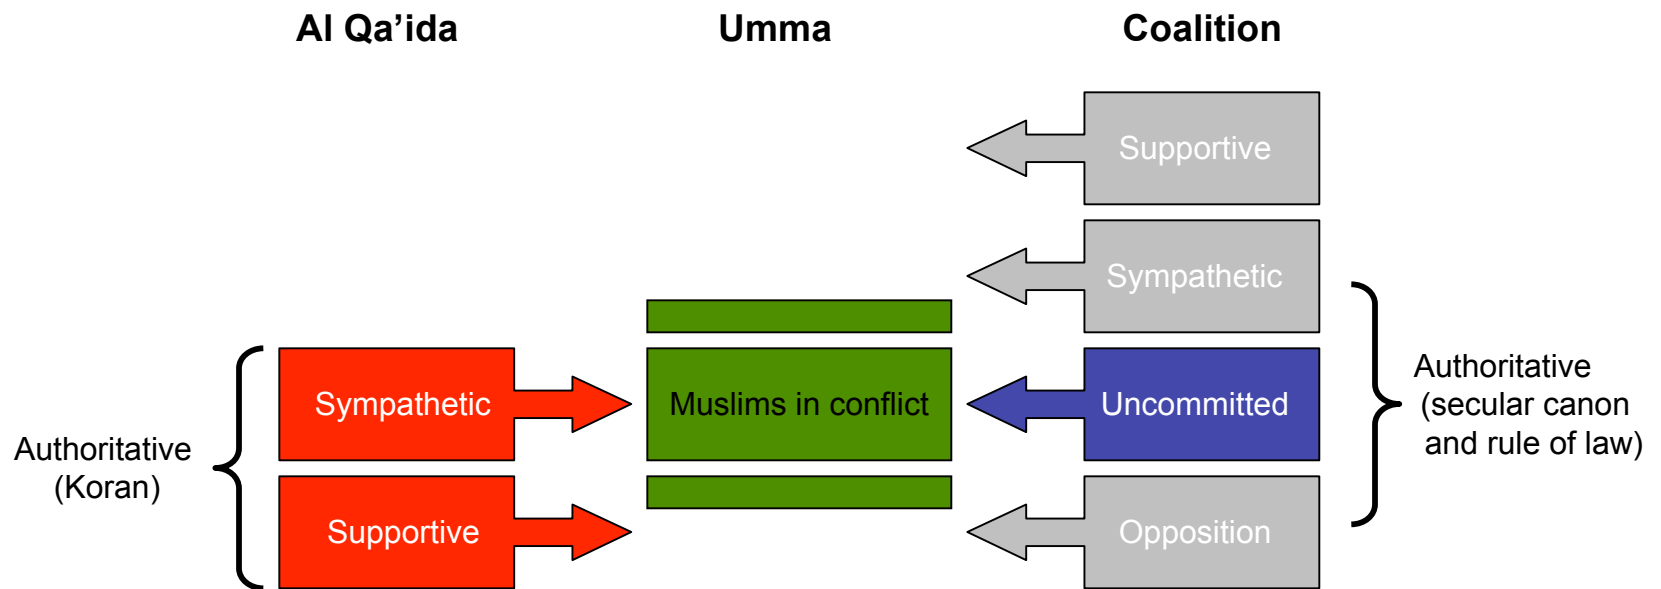 Al Qa’ida
Umma
Coalition
Supportive
Sympathetic
Sympathetic
Muslims in conflict
Uncommitted
Authoritative
(Koran)
Authoritative
(secular canon
and rule of law)
Supportive
Opposition